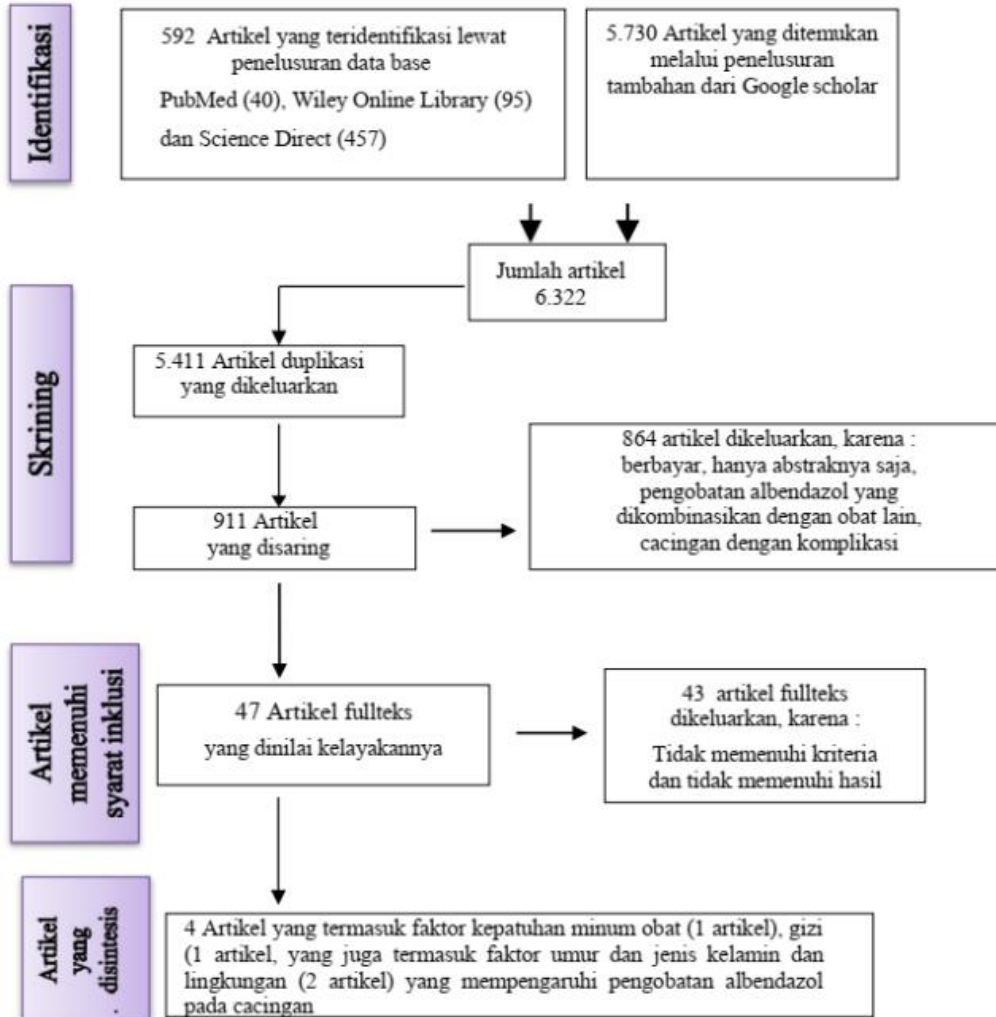 Identifikasi
592 Artikel yang teridentifikasi lewat
penelusuran data base
PubMed (40), Wiley Online Library (95)
dan Science Direct (457)
5.730 Artikel yang ditemukan
melalui penelusuran
tambahan dari Google scholar
Jumlah artikel
6.322
Skrining
5.411 Artikel duplikasi
yang dikeluarkan
911 Artikel
yang disaring
864 artikel dikeluarkan, karena :
berbayar, hanya abstraknya saja,
pengobatan albendazol yang
dikombinasikan dengan obat lain,
cacingan dengan komplikasi
Artikel
memenuhi
syarat inklusi
47 Artikel fullteks
yang dinilai kelayakannya
43 artikel fullteks
dikeluarkan, karena :
Tidak memenuhi kriteria
dan tidak memenuhi hasil
Artikel
yang
disintesis
.
4 Artikel yang termasuk faktor kepatuhan minum obat (1 artikel), gizi
(1 artikel, yang juga termasuk faktor umur dan jenis kelamin dan
lingkungan (2 artikel) yang mempengaruhi pengobatan albendazol
pada cacingan